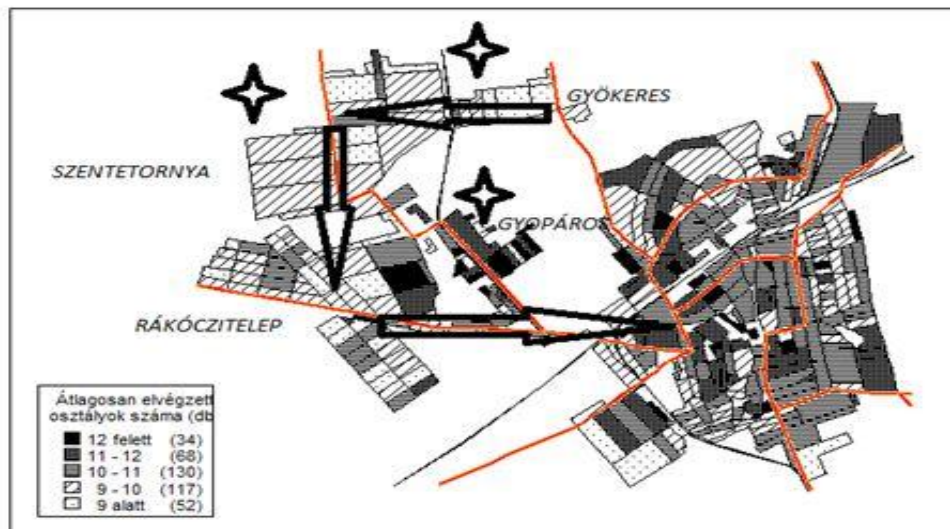 GYÖKERES
SZENTETORNYA
GYOPÁROS
RÁKÓCZITELEP
Átlagosan elvégzett
osztályok száma (db
12 felett (34)
11 - 12 (68)
10 - 11 (130)
9 - 10 (117)
9 alatt (52)